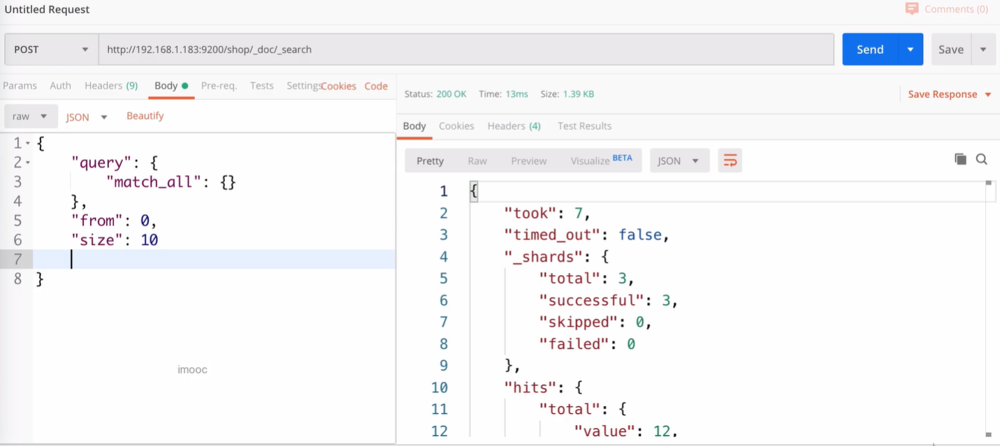 Untitled Request
Comments (0)
POST
http://192.168.1.183:9200/shop/_doc/_search
Send
Save
Params Auth Headers (9) Body Pre-req. Tests Settings Cookies Code
raw JSON Beautify
1 {
2 "query": {
3 "match_all": {}
4 },
5 "from": 0,
6 "size": 10
7
8 }
imooc
Status: 200 OK Time: 13ms Size: 1.39 KB
Save Response
Body Cookies Headers (4) Test Results
Pretty Raw Preview Visualize BETA JSON
1 {
2 "took": 7,
3 "timed_out": false,
4 "_shards": {
5 "total": 3,
6 "successful": 3,
7 "skipped": 0,
8 "failed": 0
9 },
10 "hits": {
11 "total": {
12 "value": 12,